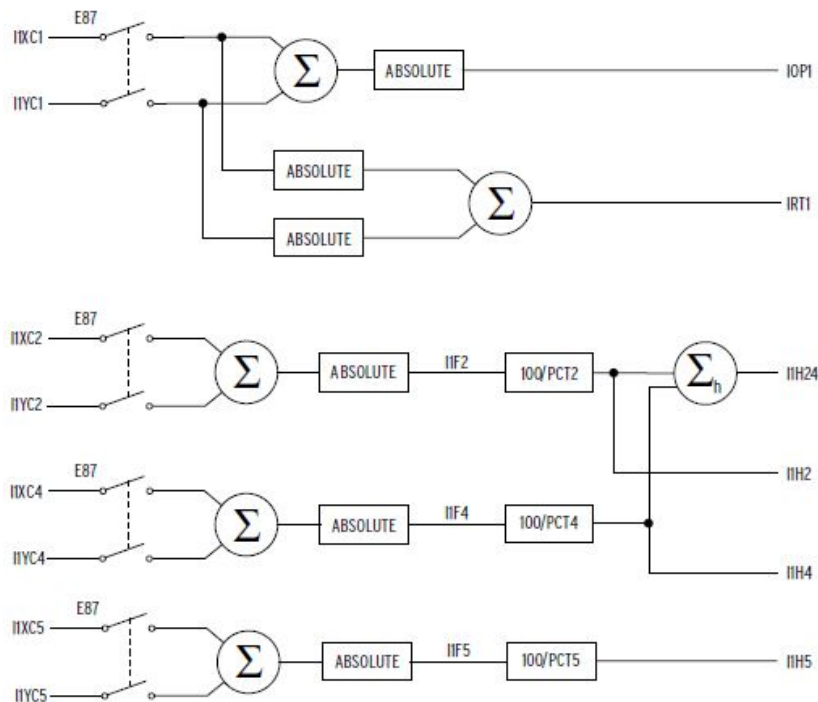 E87
I1XC1
Σ
ABSOLUTE
IOP1
I1YC1
ABSOLUTE
Σ
IRT1
ABSOLUTE
E87
I1XC2
Σ
ABSOLUTE
I1F2
100/PCT2
Σh
I1H24
I1YC2
I1H2
E87
I1XC4
Σ
ABSOLUTE
I1F4
100/PCT4
I1YC4
I1H4
E87
I1XC5
Σ
ABSOLUTE
I1F5
100/PCT5
I1H5
I1YC5